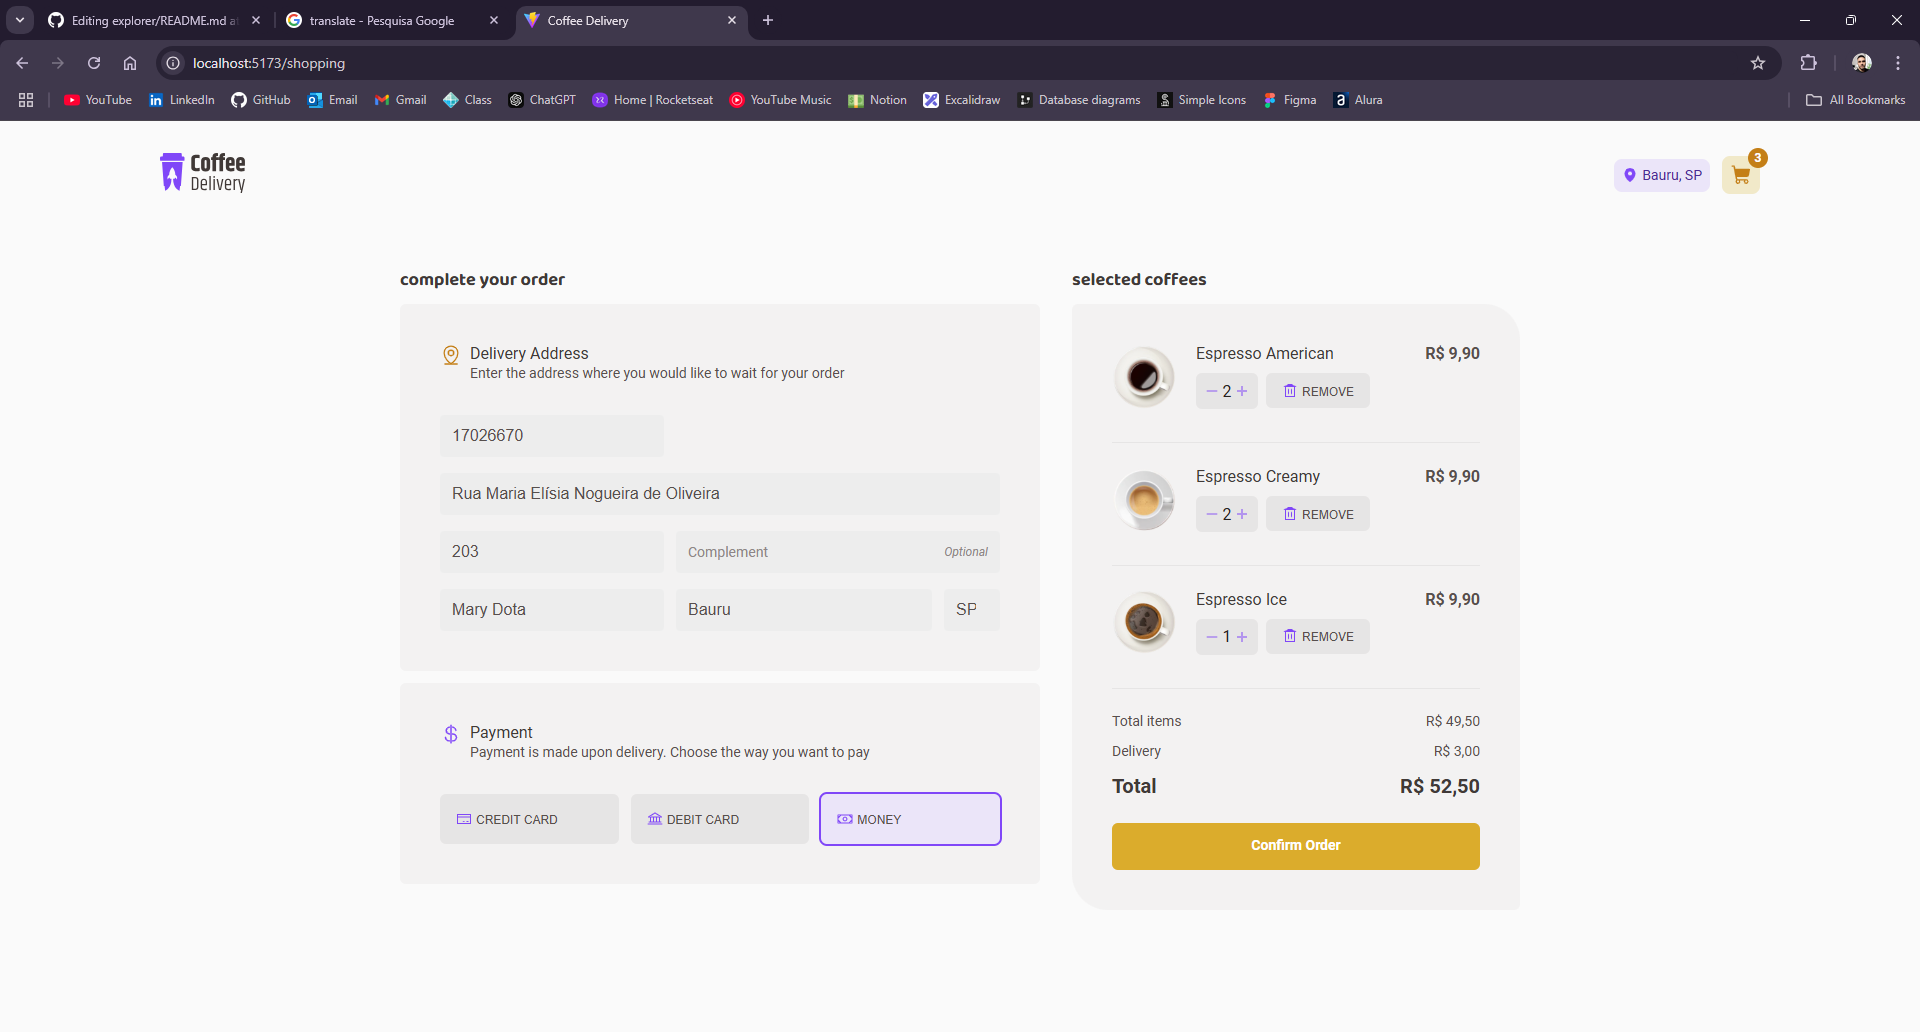 Editing explorer/README.md a
translate - Pesquisa Google
Coffee Delivery
localhost:5173/shopping
YouTube
LinkedIn
GitHub
Email
Gmail
Class
ChatGPT
Home | Rocketseat
YouTube Music
Notion
Excalidraw
Database diagrams
Simple Icons
Figma
Alura
All Bookmarks
Coffee
Delivery
Bauru, SP
3
complete your order
Delivery Address
Enter the address where you would like to wait for your order
17026670
Rua Maria Elísia Nogueira de Oliveira
203
Complement
Optional
Mary Dota
Bauru
SP
Payment
Payment is made upon delivery. Choose the way you want to pay
CREDIT CARD
DEBIT CARD
MONEY
selected coffees
Espresso American
R$ 9,90
2
REMOVE
Espresso Creamy
R$ 9,90
2
REMOVE
Espresso Ice
R$ 9,90
1
REMOVE
Total items
R$ 49,50
Delivery
R$ 3,00
Total
R$ 52,50
Confirm Order